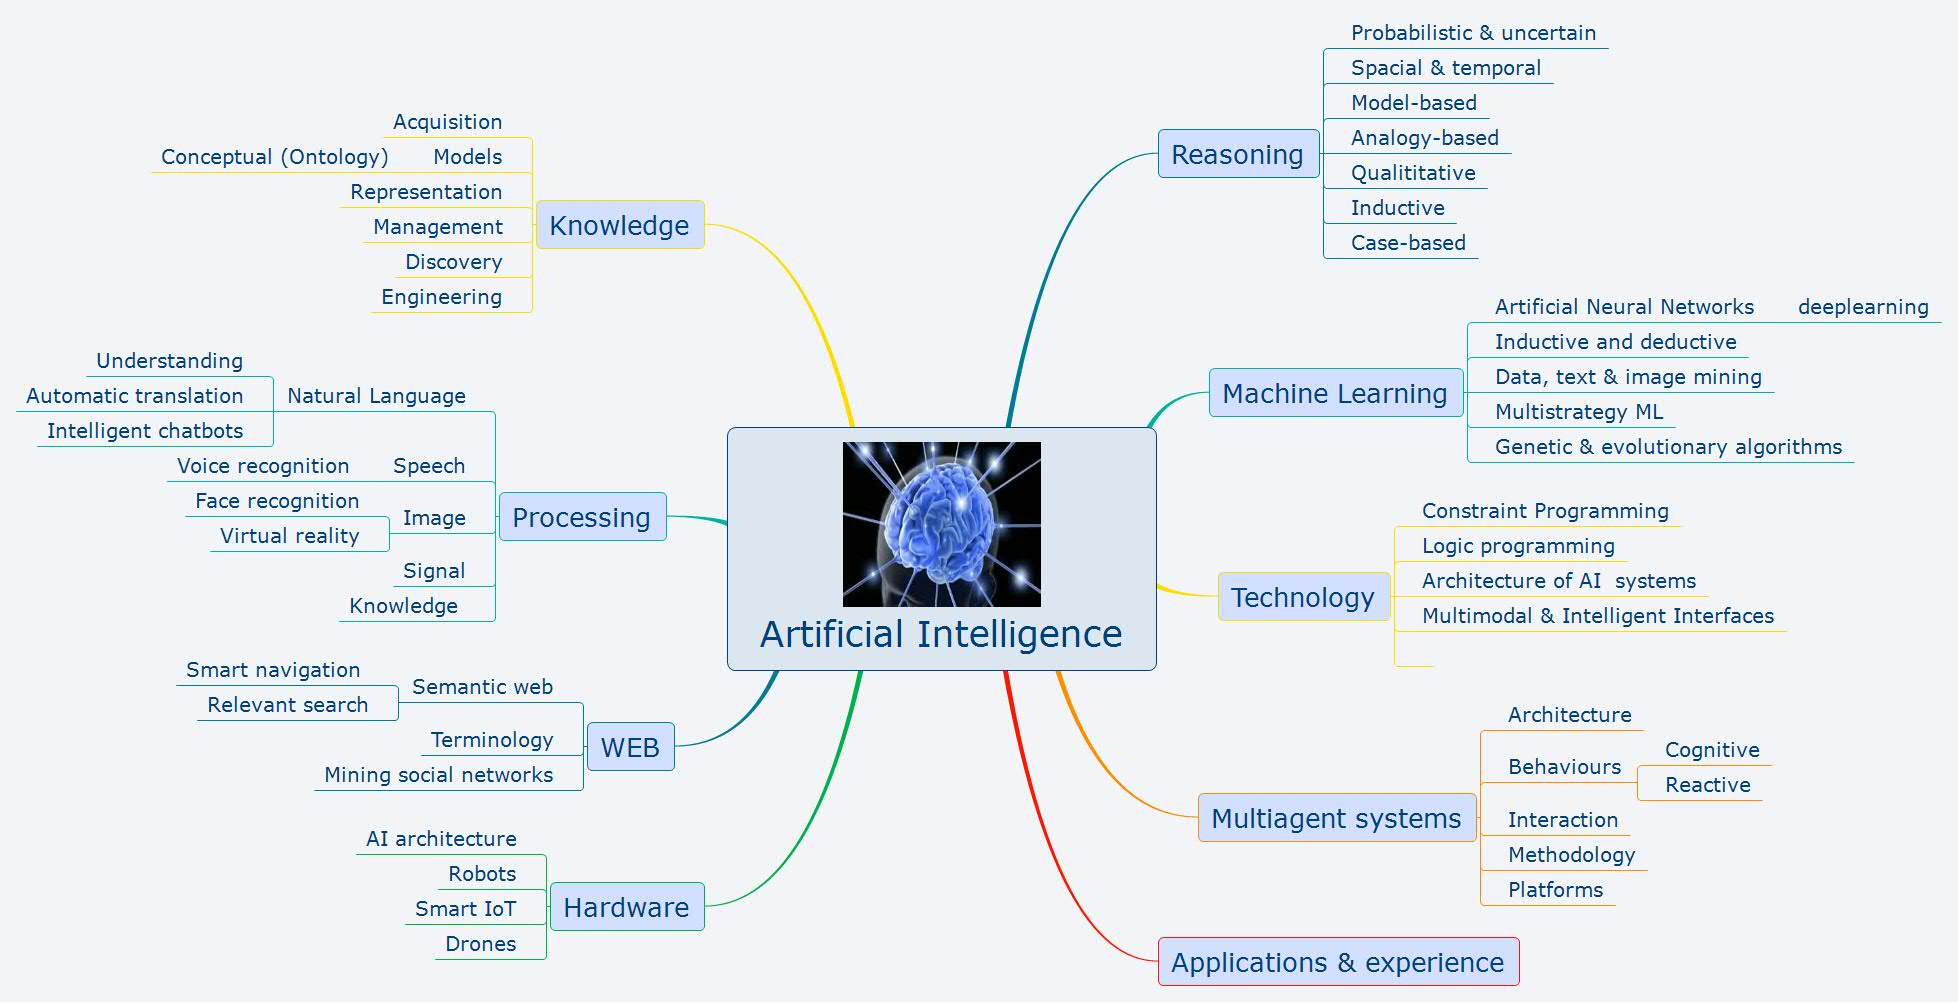 Artificial Intelligence
Reasoning
Probabilistic & uncertain
Spacial & temporal
Model-based
Analogy-based
Qualititative
Inductive
Case-based
Machine Learning
Artificial Neural Networks
deeplearning
Inductive and deductive
Data, text & image mining
Multistrategy ML
Genetic & evolutionary algorithms
Technology
Constraint Programming
Logic programming
Architecture of AI  systems
Multimodal & Intelligent Interfaces
Multiagent systems
Architecture
Behaviours
Cognitive
Reactive
Interaction
Methodology
Platforms
Applications & experience
Knowledge
Acquisition
Models
Conceptual (Ontology)
Representation
Management
Discovery
Engineering
Processing
Natural Language
Understanding
Automatic translation
Intelligent chatbots
Speech
Voice recognition
Image
Face recognition
Virtual reality
Signal
Knowledge
WEB
Semantic web
Smart navigation
Relevant search
Terminology
Mining social networks
Hardware
AI architecture
Robots
Smart IoT
Drones